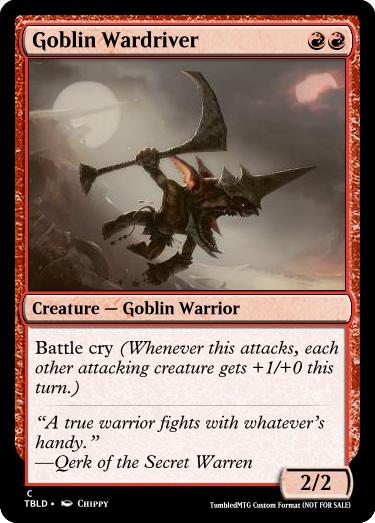 Goblin Wardriver
Creature — Goblin Warrior
Battle cry (Whenever this attacks, each
other attacking creature gets +1/+0 this
turn.)
“A true warrior fights with whatever’s
handy.”
—Qerk of the Secret Warren
2/2
C
TBLD • Chippy
TumbledMTG Custom Format (NOT FOR SALE)